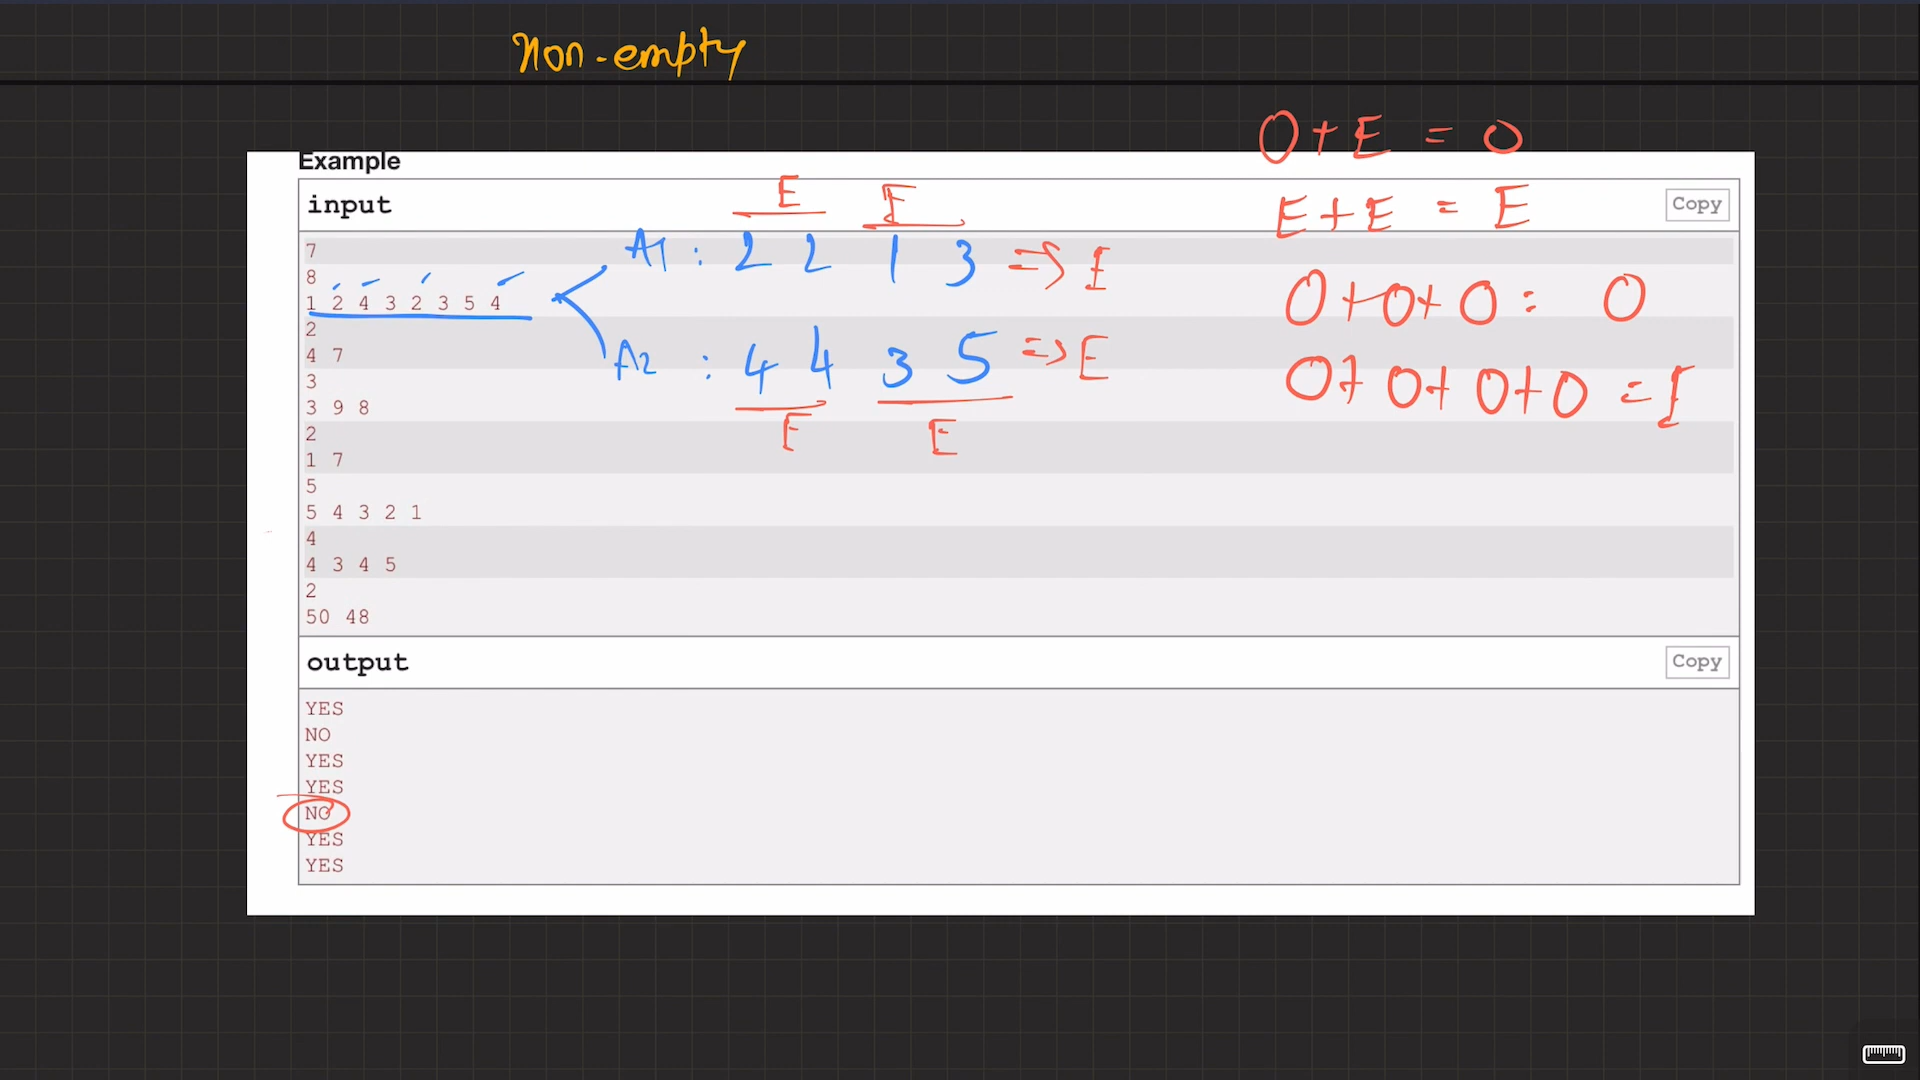 Non-empty
O + E = O
Example
E E
input
E + E = E
Copy
A1 : 2 2 1 3 => E
7
8
1 2 4 3 2 3 5 4
O + O + O : O
2
A2 : 4 4 3 5 => E
4 7
3
O + O + O + O = E
3 9 8
E E
2
1 7
5
5 4 3 2 1
4
4 3 4 5
2
50 48
output
Copy
YES
NO
YES
YES
NO
YES
YES